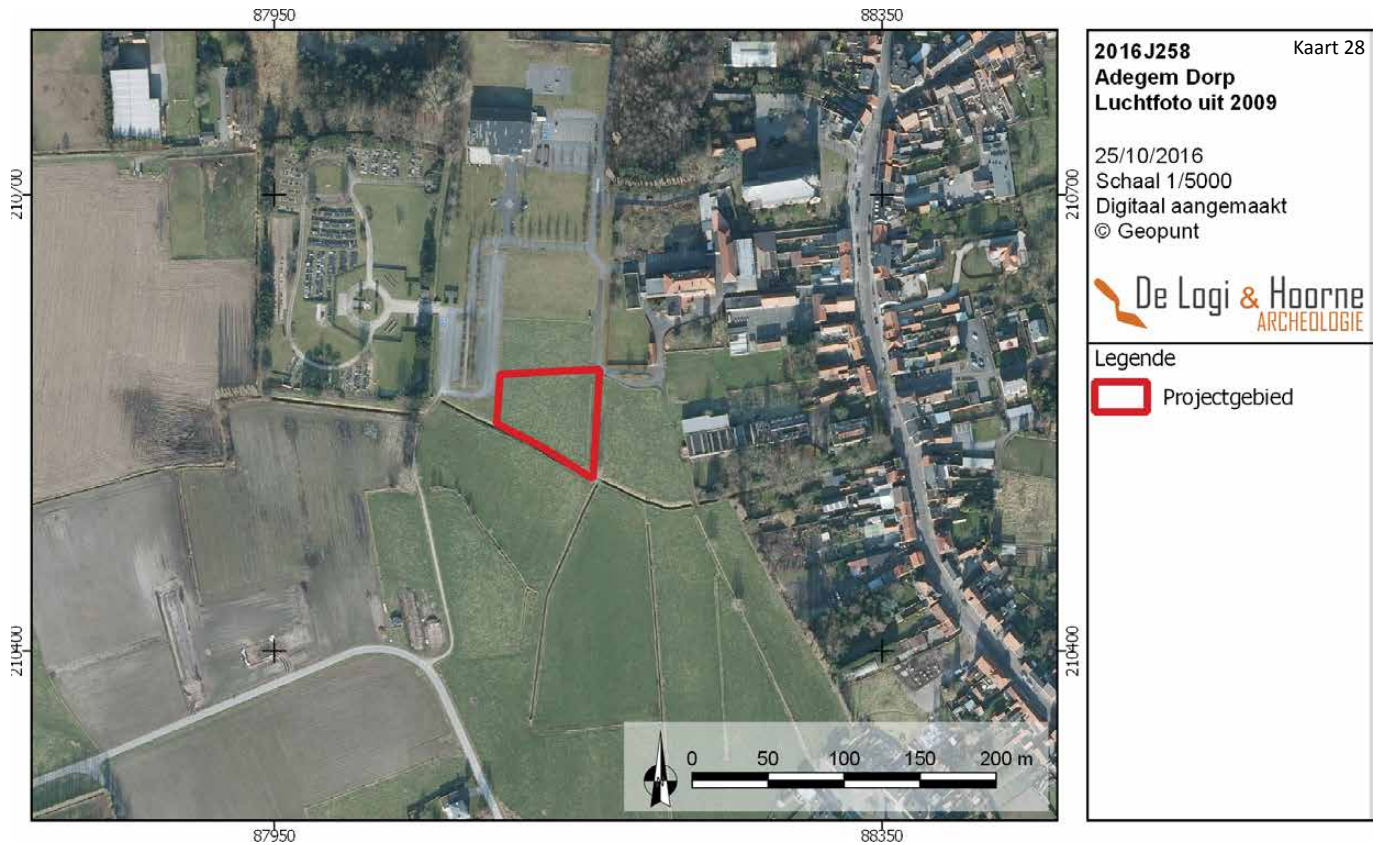 87950
88350
210700
210700
210400
210400
0 50 100 150 200 m
87950
88350
2016J258
Kaart 28
Adegem Dorp
Luchtfoto uit 2009
25/10/2016
Schaal 1/5000
Digitaal aangemaakt
© Geopunt
De Logi & Hoorne
ARCHEOLOGIE
Legende
Projectgebied